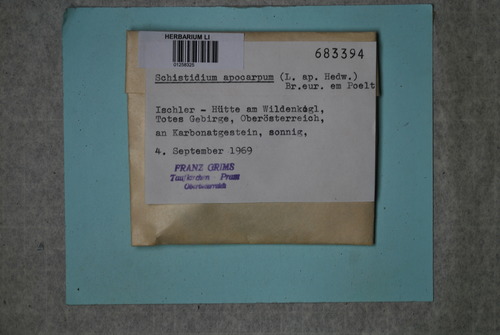 HERBARIUM LI
683394
Schistidium apocarpum (L. ap. Hedw.)
Br.eur. em Poelt
Ischler - Hütte am Wildenkogl,
Totes Gebirge, Oberösterreich,
an Karbonatgestein, sonnig,
4. September 1969
FRANZ GRIMS
Taufkirchen - Pram
Oberösterreich